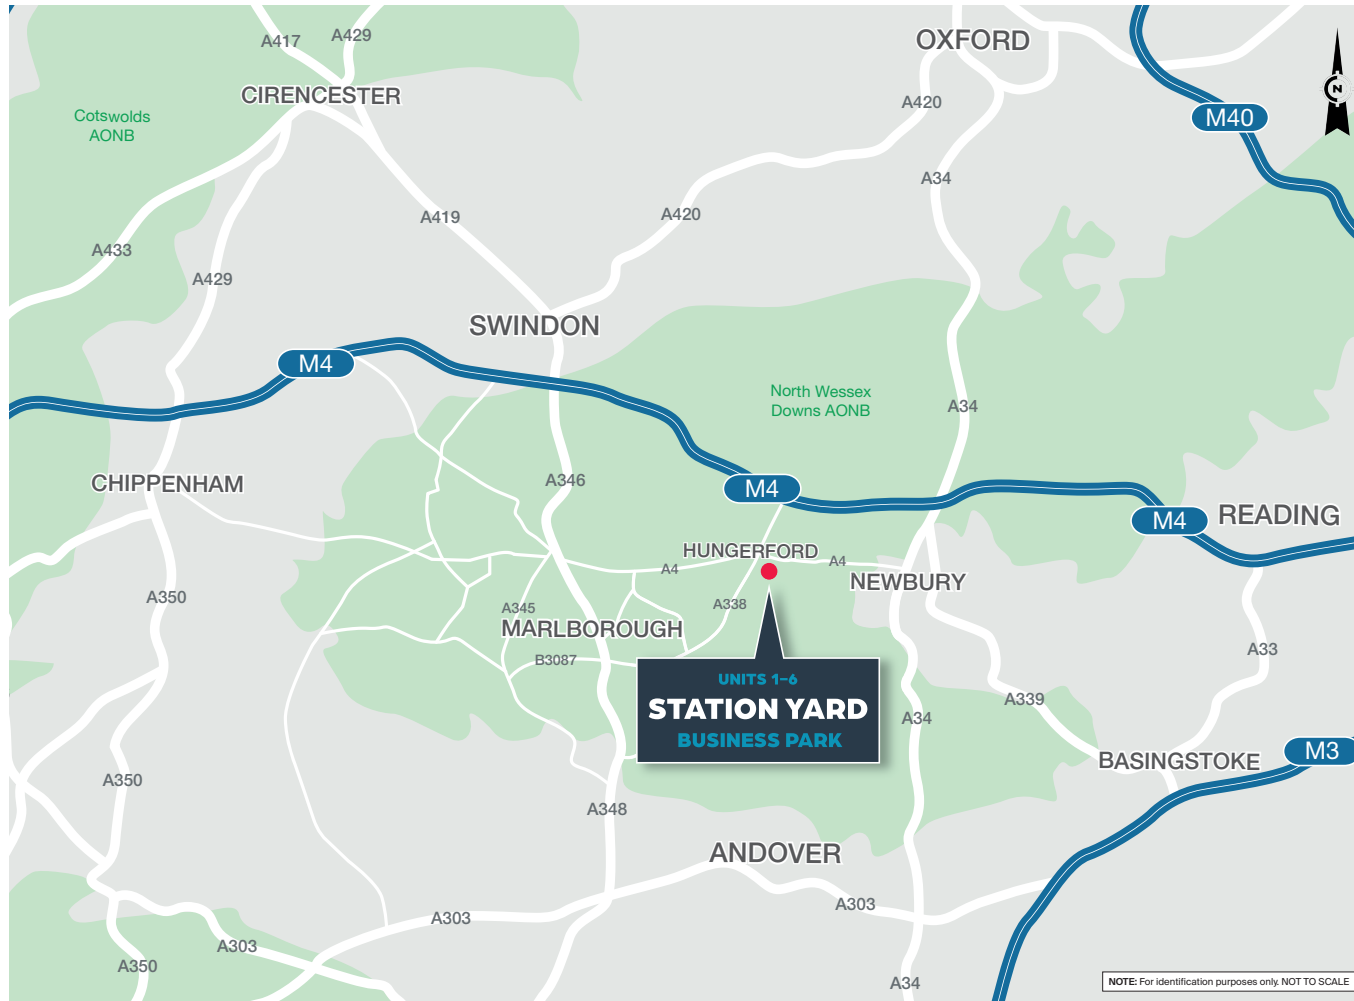 A417
A429
OXFORD
CIRENCESTER
N
A420
M40
Cotswolds
AONB
A34
A419
A420
A433
A429
SWINDON
M4
North Wessex
Downs AONB
A34
CHIPPENHAM
A346
M4
READING
M4
HUNGERFORD
A4
A4
NEWBURY
A350
A345
A338
MARLBOROUGH
A33
B3087
UNITS 1–6
STATION YARD
BUSINESS PARK
A339
A34
M3
BASINGSTOKE
A350
A348
ANDOVER
A303
A303
A303
A350
A34
NOTE: For identification purposes only. NOT TO SCALE